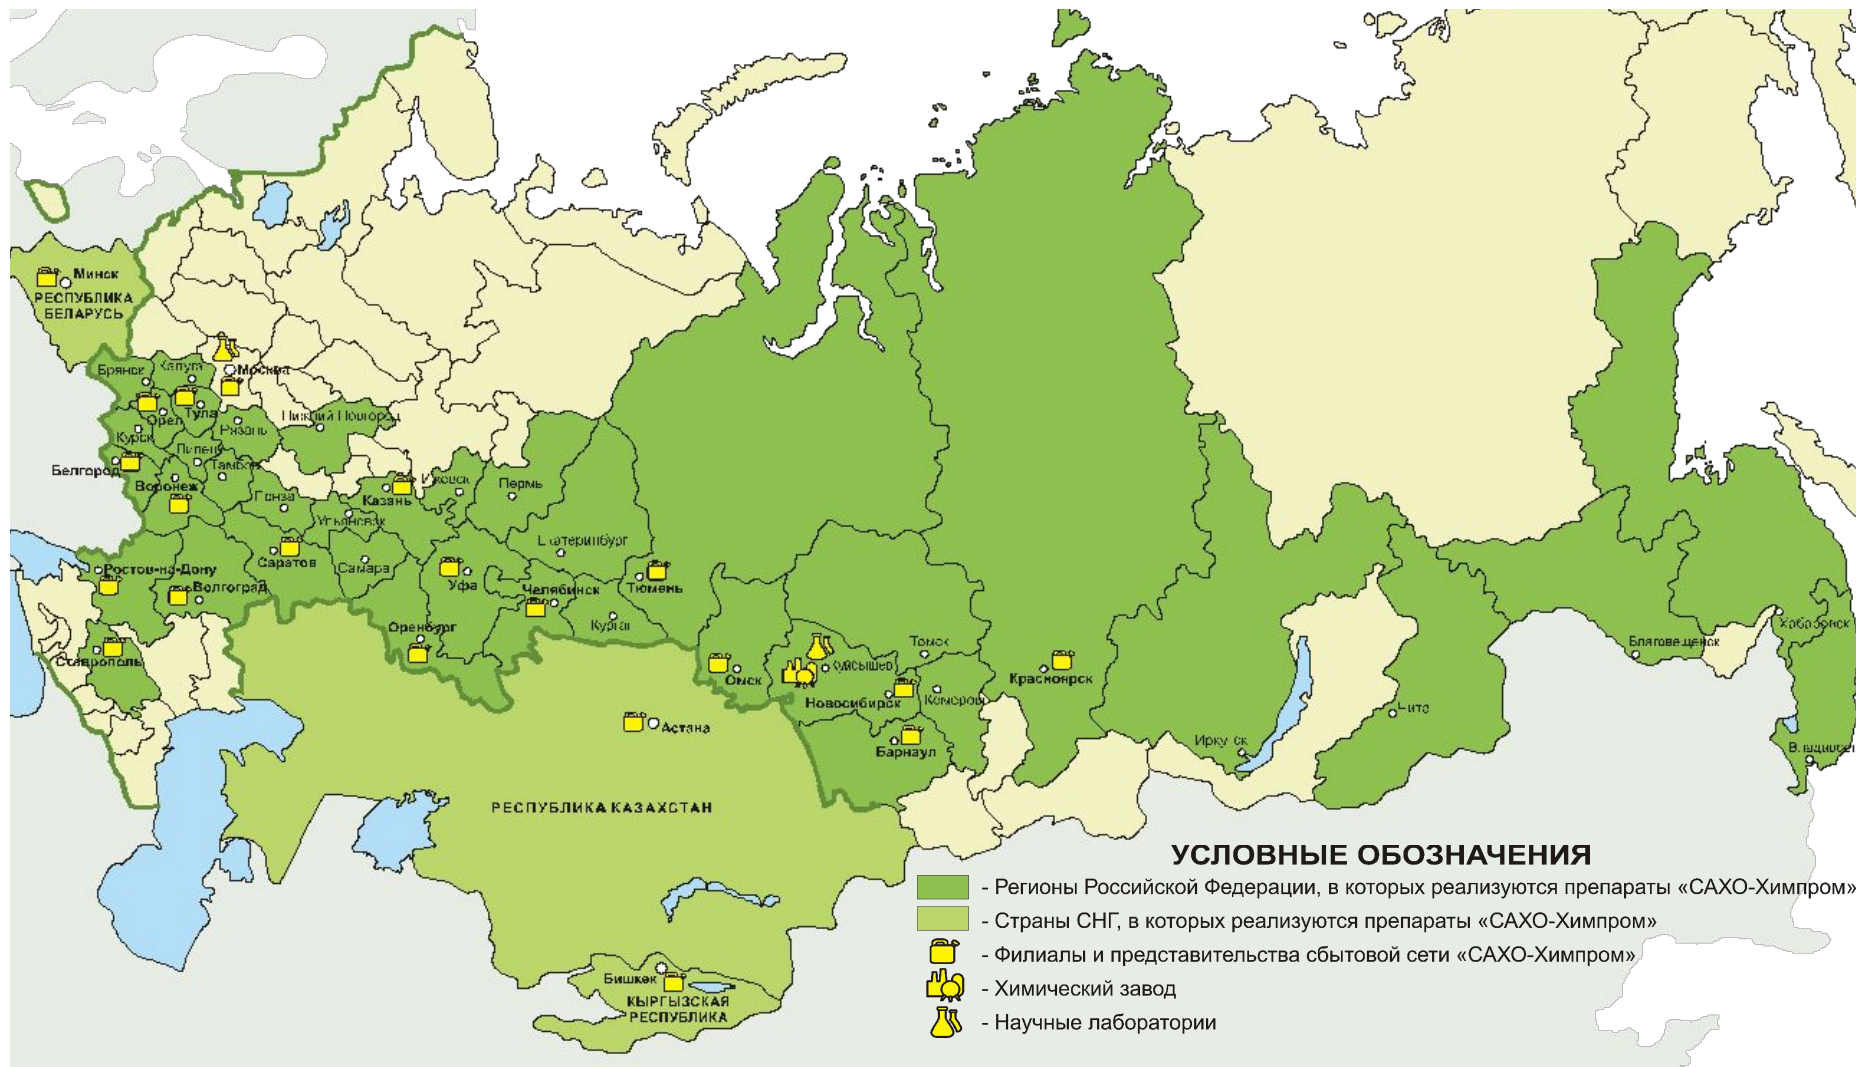 Минск
РЕСПУБЛИКА
БЕЛАРУСЬ
Брянск
Калуга
Москва
Тула
Орел
Рязань
Нижний Новгород
Курск
Липецк
Тамбов
Белгород
Воронеж
Пенза
Казань
Ижевск
Пермь
Ульяновск
Екатеринбург
Саратов
Самара
Ростов-на-Дону
Волгоград
Уфа
Челябинск
Тюмень
Курган
Оренбург
Ставрополь
Омск
Куйбышев
Томск
Новосибирск
Кемерово
Красноярск
Барнаул
Иркутск
Чита
Благовещенск
Хабаровск
Астана
РЕСПУБЛИКА КАЗАХСТАН
Бишкек
КЫРГЫЗСКАЯ
РЕСПУБЛИКА
УСЛОВНЫЕ ОБОЗНАЧЕНИЯ
- Регионы Российской Федерации, в которых реализуются препараты «САХО-Химпром»
- Страны СНГ, в которых реализуются препараты «САХО-Химпром»
- Филиалы и представительства сбытовой сети «САХО-Химпром»
- Химический завод
- Научные лаборатории